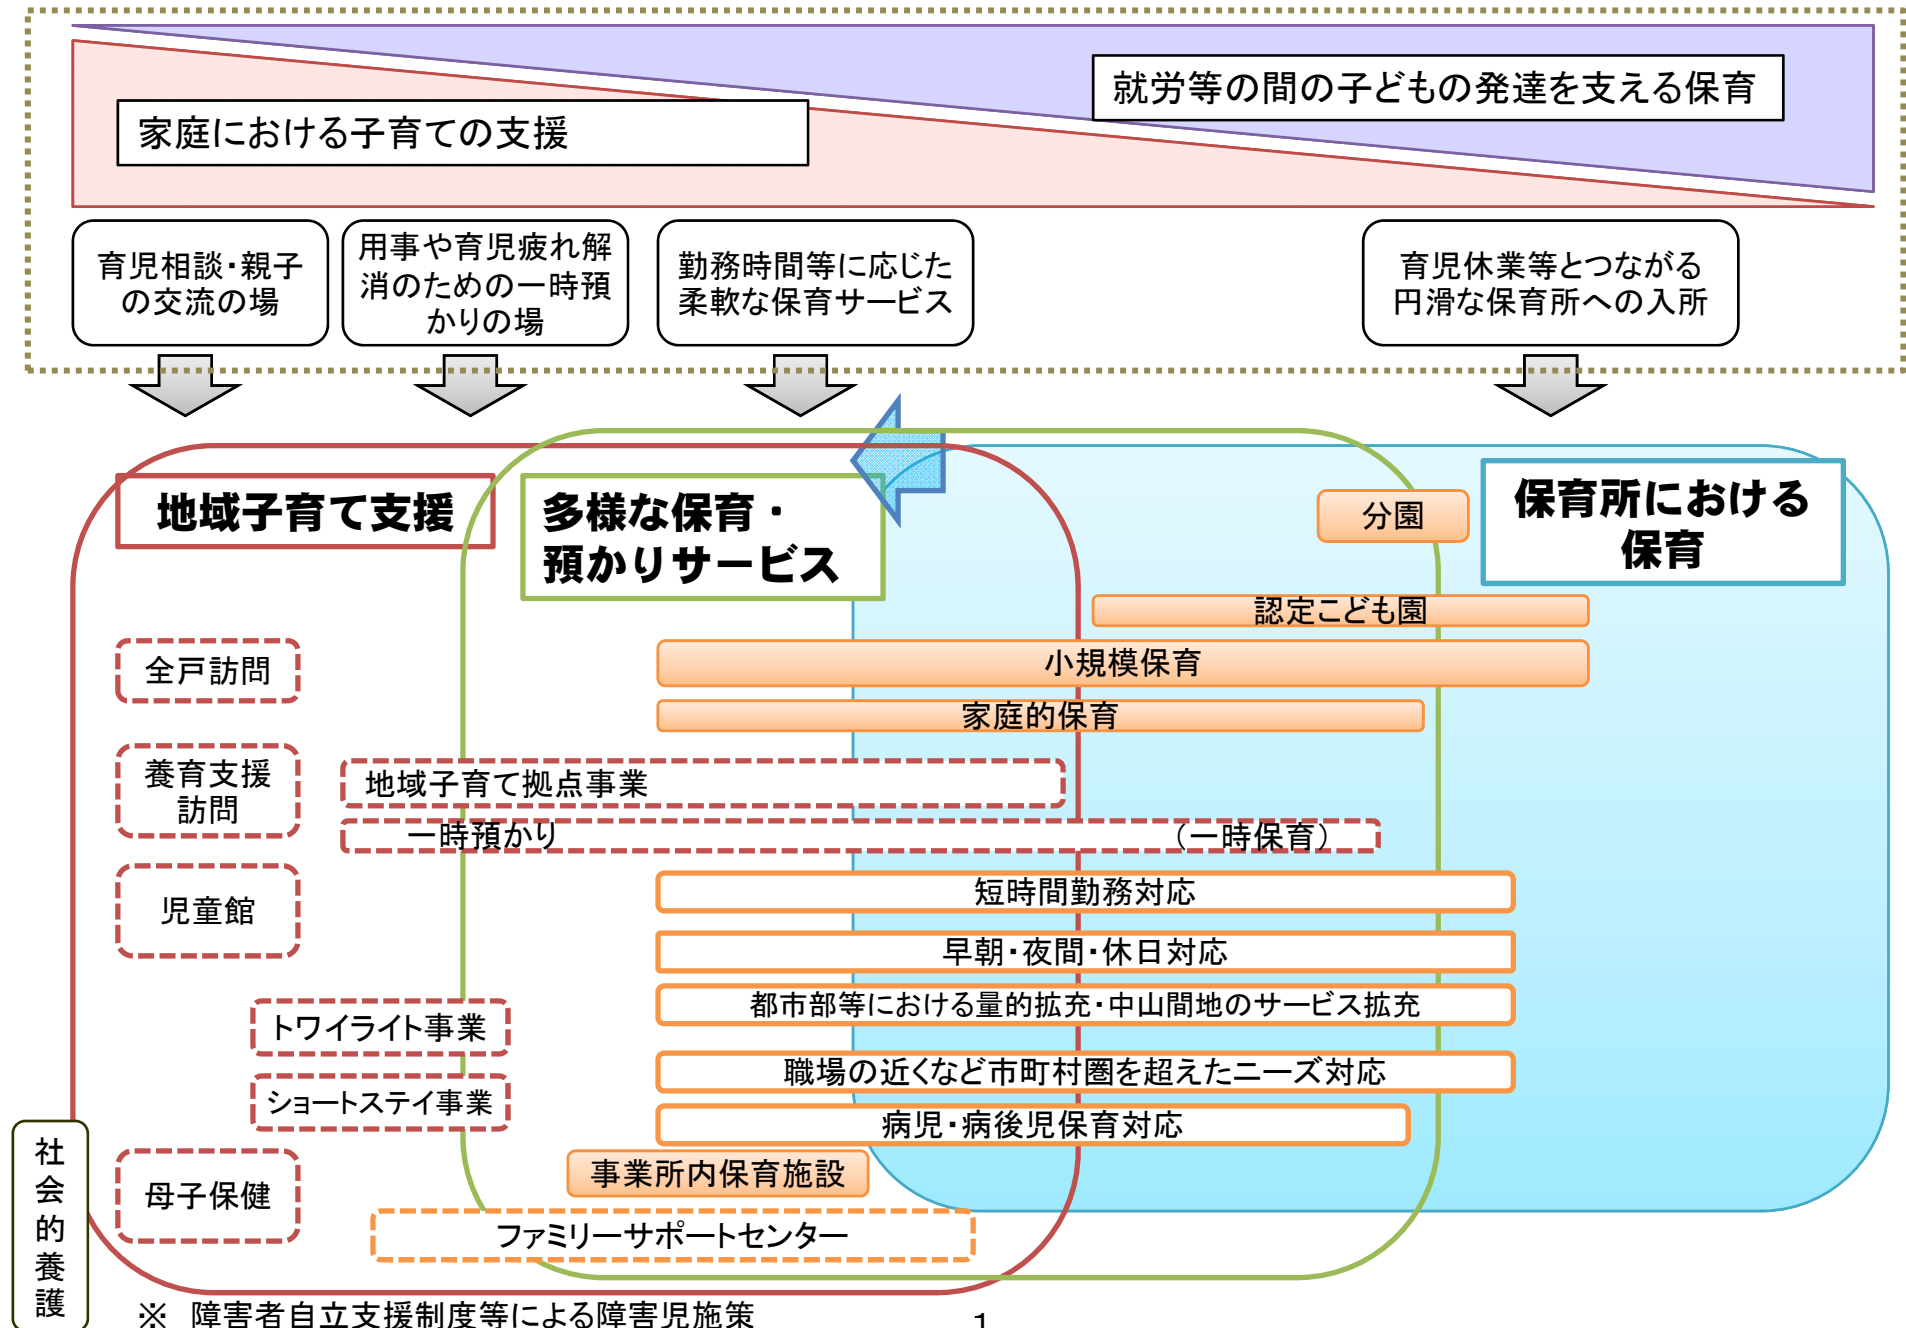 就労等の間の子どもの発達を支える保育
家庭における子育ての支援
育児相談・親子
の交流の場
用事や育児疲れ解
消のための一時預
かりの場
勤務時間等に応じた
柔軟な保育サービス
育児休業等とつながる
円滑な保育所への入所
地域子育て支援
多様な保育・
預かりサービス
保育所における
保育
分園
認定こども園
小規模保育
家庭的保育
全戸訪問
養育支援
訪問
地域子育て拠点事業
一時預かり
（一時保育）
児童館
短時間勤務対応
早朝・夜間・休日対応
都市部等における量的拡充・中山間地のサービス拡充
トワイライト事業
職場の近くなど市町村圏を超えたニーズ対応
ショートステイ事業
病児・病後児保育対応
事業所内保育施設
母子保健
ファミリーサポートセンター
社会的養護
※ 障害者自立支援制度等による障害児施策
1